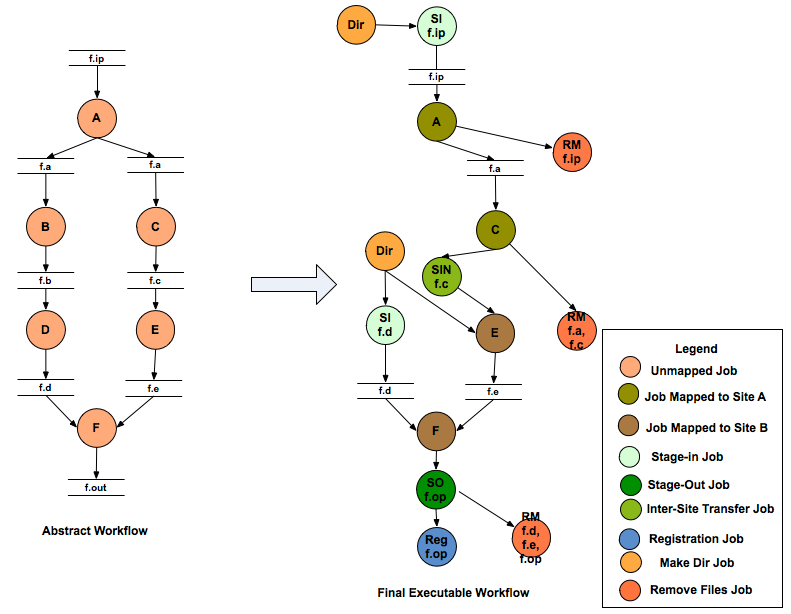 f.ip
A
f.a
f.a
B
C
f.b
f.c
D
E
f.d
f.e
F
f.out
Abstract Workflow
Dir
SI
f.ip
f.ip
A
RM
f.ip
f.a
C
Dir
SIN
f.c
SI
f.d
E
RM
f.a,
f.c
f.d
f.e
F
SO
f.op
Reg
f.op
RM
f.d,
f.e,
f.op
Final Executable Workflow
Legend
Unmapped Job
Job Mapped to Site A
Job Mapped to Site B
Stage-in Job
Stage-Out Job
Inter-Site Transfer Job
Registration Job
Make Dir Job
Remove Files Job